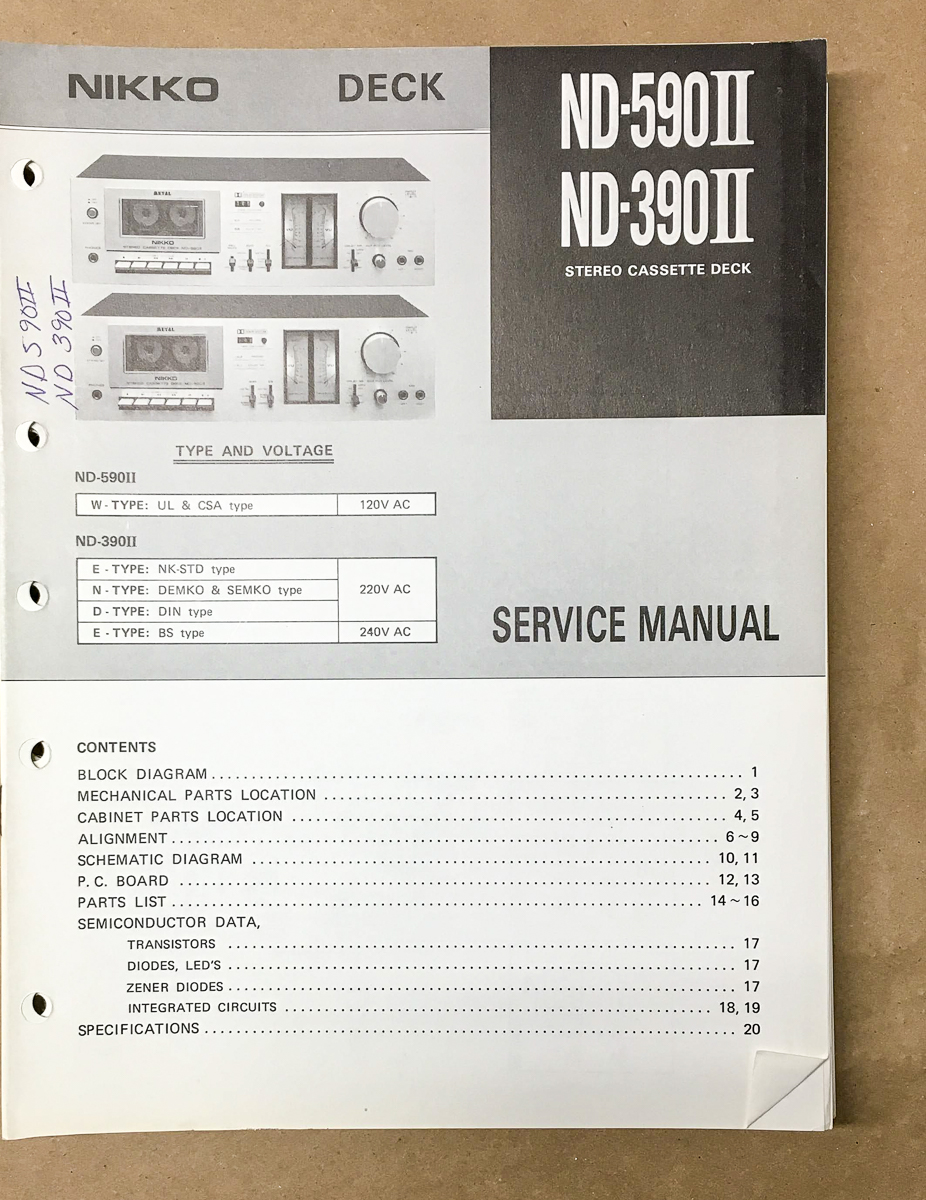 NIKKO DECK
ND-590II
ND-390II
STEREO CASSETTE DECK
METAL
NIKKO
METAL
NIKKO
ND 590II
ND 390II
TYPE AND VOLTAGE
ND-590II
W - TYPE: UL & CSA type 120V AC
ND-390II
E - TYPE: NK-STD type
N - TYPE: DEMKO & SEMKO type 220V AC
D - TYPE: DIN type
E - TYPE: BS type 240V AC
SERVICE MANUAL
CONTENTS
BLOCK DIAGRAM 1
MECHANICAL PARTS LOCATION 2, 3
CABINET PARTS LOCATION 4, 5
ALIGNMENT 6 ~ 9
SCHEMATIC DIAGRAM 10, 11
P. C. BOARD 12, 13
PARTS LIST 14 ~ 16
SEMICONDUCTOR DATA,
TRANSISTORS 17
DIODES, LED'S 17
ZENER DIODES 17
INTEGRATED CIRCUITS 18, 19
SPECIFICATIONS 20